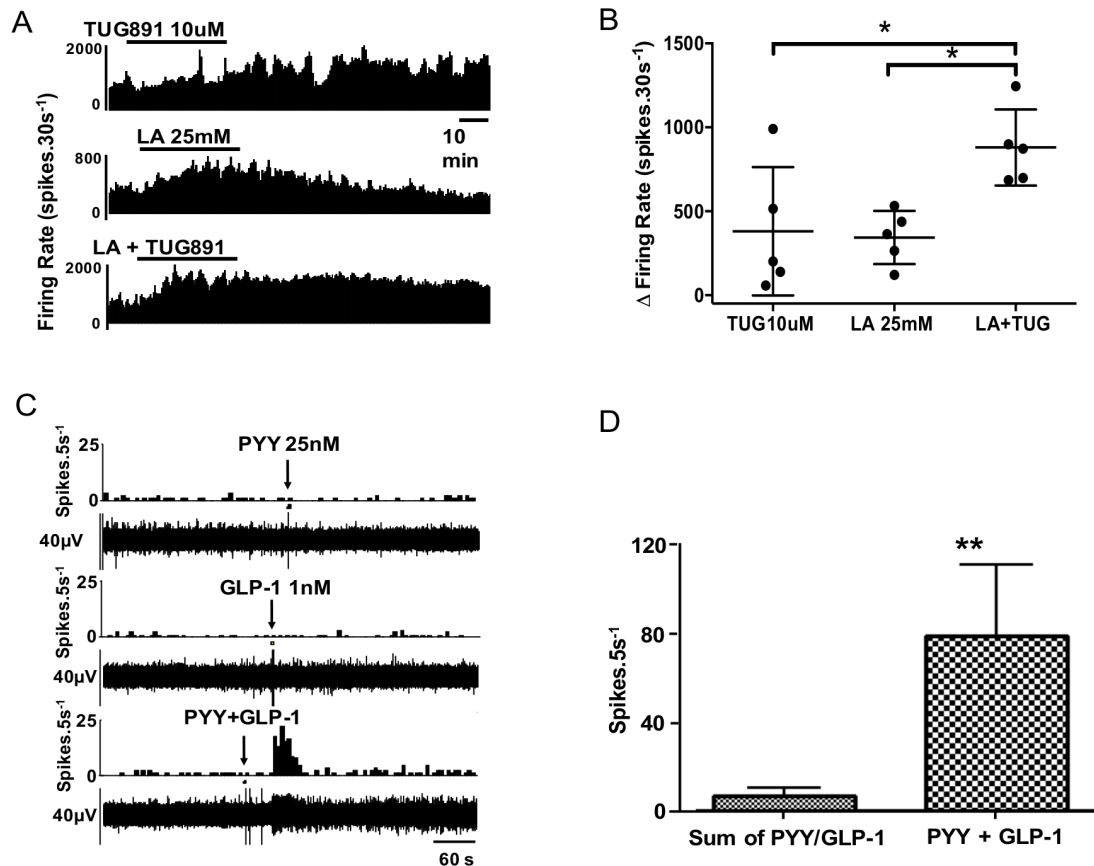 A
TUG891 10uM
2000
0
10
min
LA 25mM
800
0
LA + TUG891
2000
0
Firing Rate (spikes.30s-1)
B
Δ Firing Rate (spikes.30s-1)
1500
1000
500
0
*
*
TUG10uM
LA 25mM
LA+TUG
C
Spikes.5s-1
25
0
PYY 25nM
40µV
Spikes.5s-1
25
0
GLP-1 1nM
40µV
Spikes.5s-1
25
0
PYY+GLP-1
40µV
60 s
D
Spikes.5s-1
120
80
40
0
**
Sum of PYY/GLP-1
PYY + GLP-1